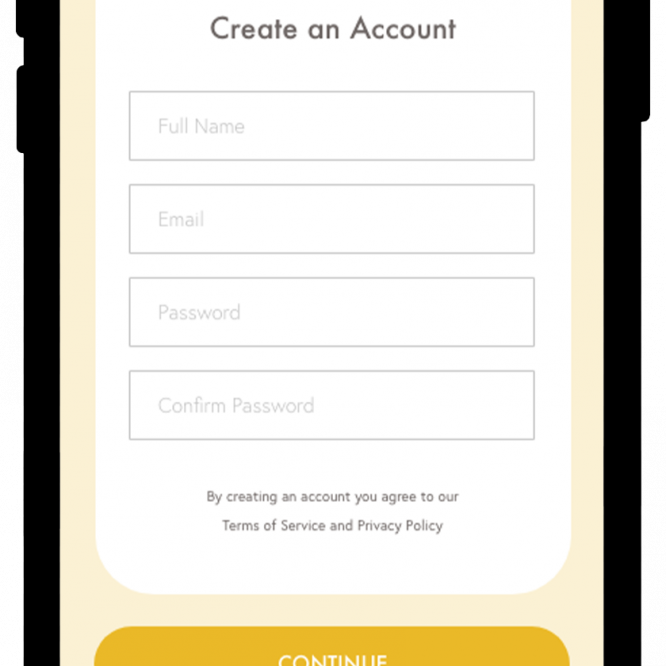 Create an Account
Full Name
Email
Password
Confirm Password
By creating an account you agree to our
Terms of Service and Privacy Policy
CONTINUE